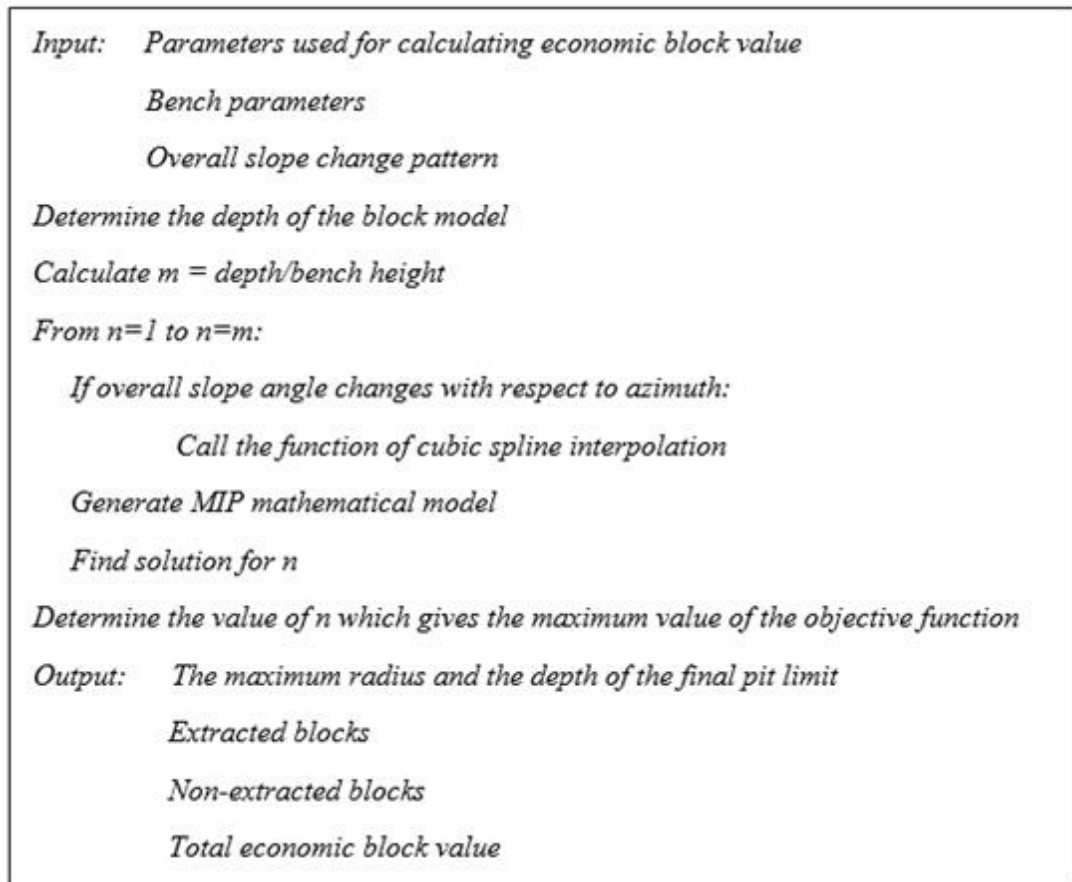 Input: Parameters used for calculating economic block value
Bench parameters
Overall slope change pattern
Determine the depth of the block model
Calculate m = depth/bench height
From n=1 to n=m:
If overall slope angle changes with respect to azimuth:
Call the function of cubic spline interpolation
Generate MIP mathematical model
Find solution for n
Determine the value of n which gives the maximum value of the objective function
Output: The maximum radius and the depth of the final pit limit
Extracted blocks
Non-extracted blocks
Total economic block value